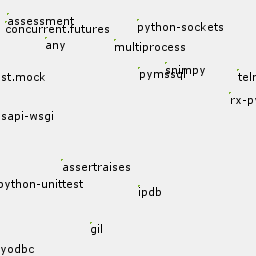 assessment
concurrent.futures
python-sockets
any
multiprocess
snimpy
pymssql
st.mock
teln
rx-py
sapi-wsgi
assertraises
python-unittest
ipdb
gil
yodbc